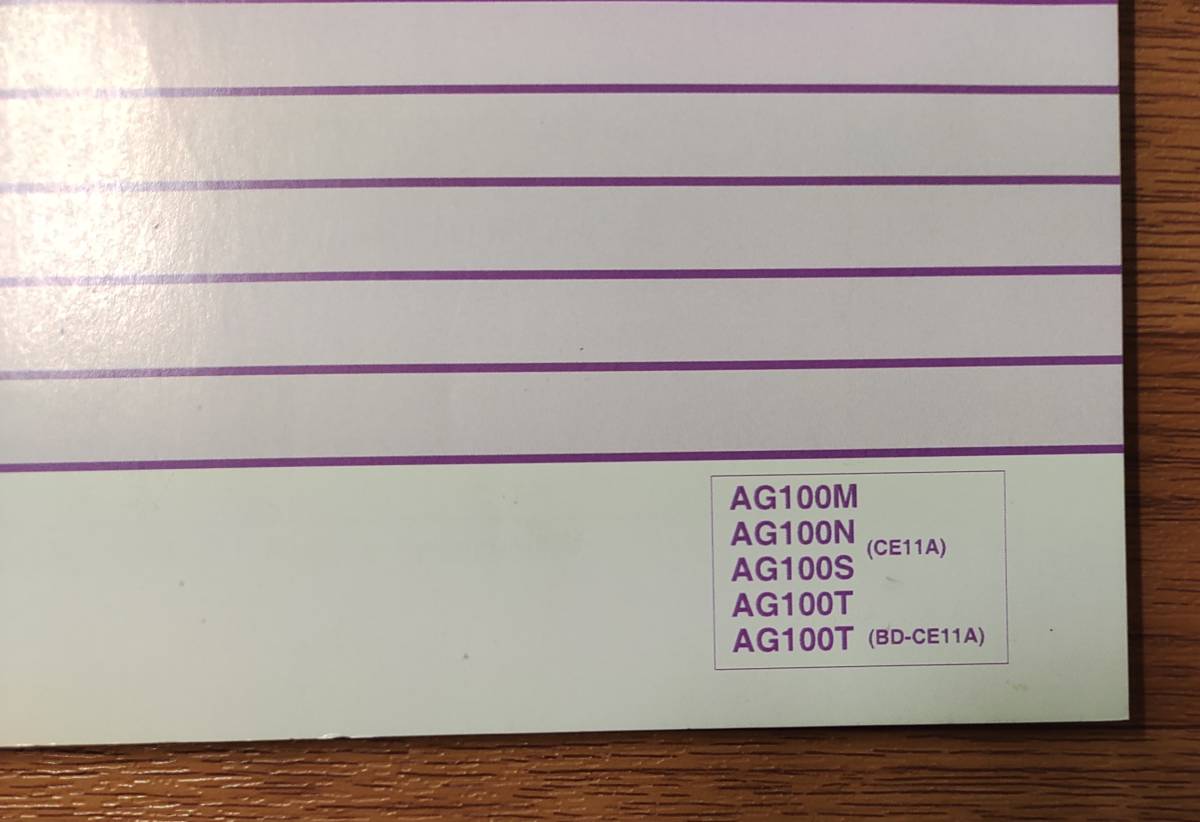 AG100M
AG100N
(CE11A)
AG100S
AG100T
AG100T (BD-CE11A)